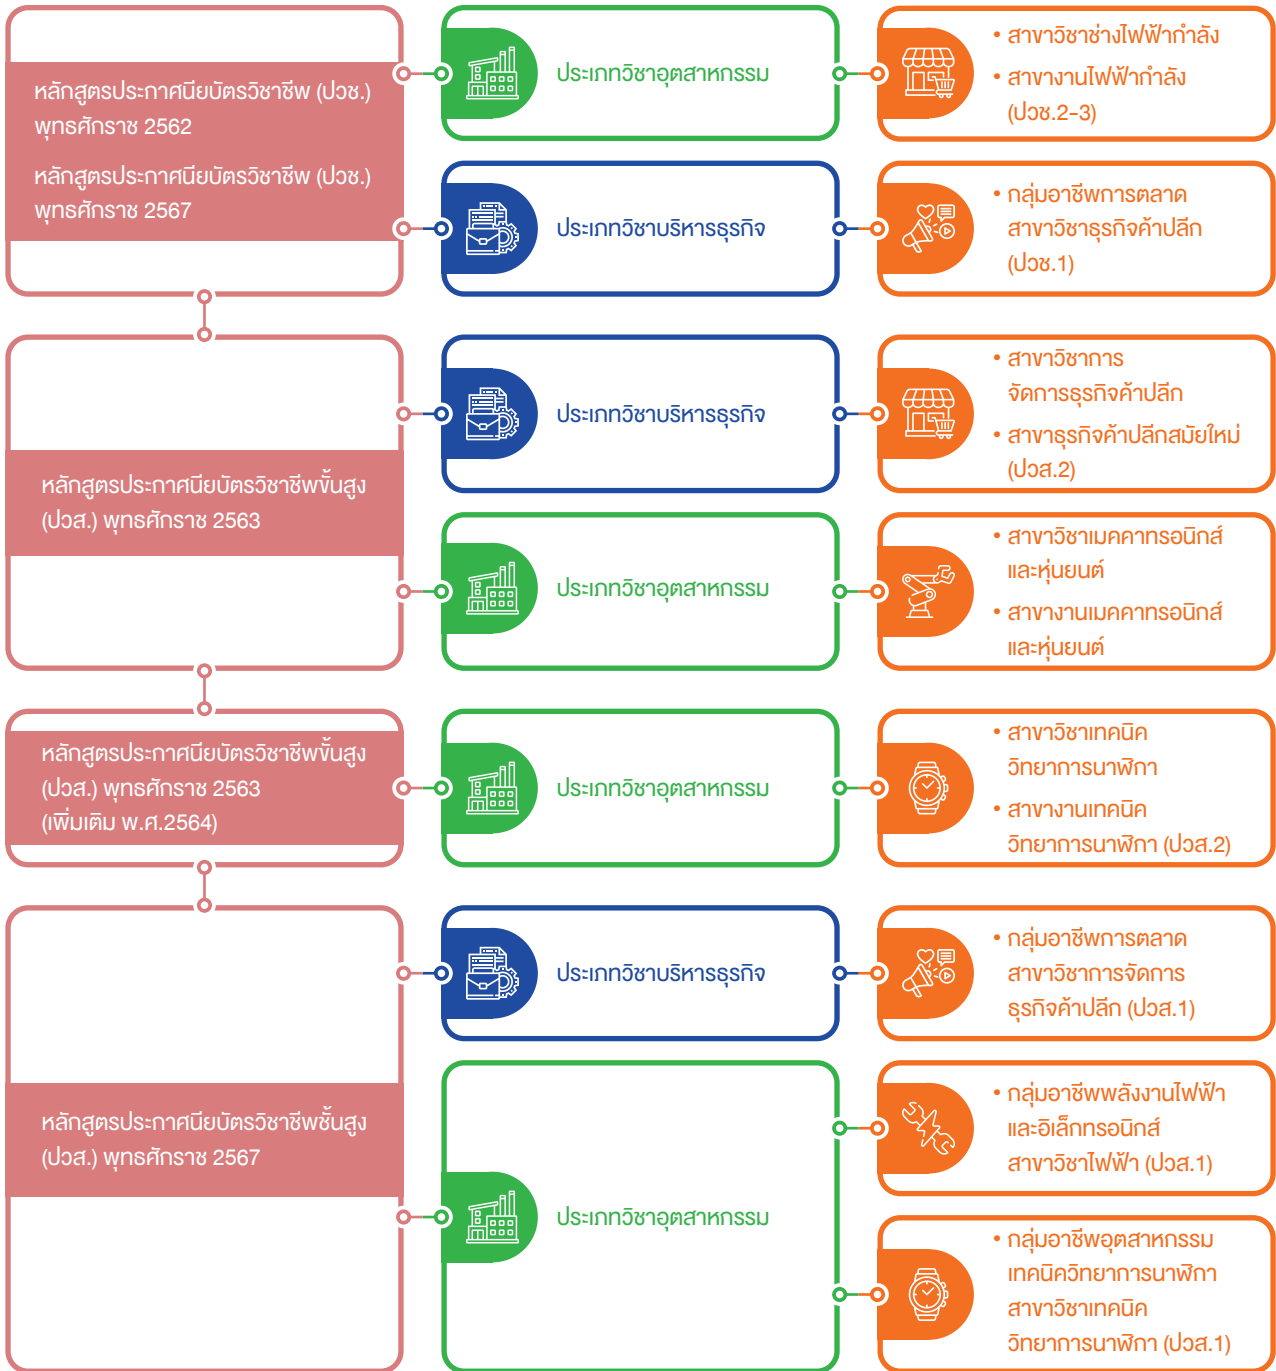 หลักสูตรประกาศนียบัตรวิชาชีพ (ปวช.)
พุทธศักราช 2562
หลักสูตรประกาศนียบัตรวิชาชีพ (ปวช.)
พุทธศักราช 2567
ประเภทวิชาอุตสาหกรรม
• สาขาวิชาช่างไฟฟ้ากำลัง
• สาขางานไฟฟ้ากำลัง
(ปวช.2-3)
ประเภทวิชาบริหารธุรกิจ
• กลุ่มอาชีพการตลาด
สาขาวิชาธุรกิจค้าปลีก
(ปวช.1)
หลักสูตรประกาศนียบัตรวิชาชีพขั้นสูง
(ปวส.) พุทธศักราช 2563
ประเภทวิชาบริหารธุรกิจ
• สาขาวิชาการ
จัดการธุรกิจค้าปลีก
• สาขาธุรกิจค้าปลีกสมัยใหม่
(ปวส.2)
ประเภทวิชาอุตสาหกรรม
• สาขาวิชาเมคคาทรอนิกส์
และหุ่นยนต์
• สาขางานเมคคาทรอนิกส์
และหุ่นยนต์
หลักสูตรประกาศนียบัตรวิชาชีพขั้นสูง
(ปวส.) พุทธศักราช 2563
(เพิ่มเติม พ.ศ.2564)
ประเภทวิชาอุตสาหกรรม
• สาขาวิชาเทคนิค
วิทยาการนาฬิกา
• สาขางานเทคนิค
วิทยาการนาฬิกา (ปวส.2)
หลักสูตรประกาศนียบัตรวิชาชีพชั้นสูง
(ปวส.) พุทธศักราช 2567
ประเภทวิชาบริหารธุรกิจ
• กลุ่มอาชีพการตลาด
สาขาวิชาการจัดการ
ธุรกิจค้าปลีก (ปวส.1)
ประเภทวิชาอุตสาหกรรม
• กลุ่มอาชีพพลังงานไฟฟ้า
และอิเล็กทรอนิกส์
สาขาวิชาไฟฟ้า (ปวส.1)
• กลุ่มอาชีพอุตสาหกรรม
เทคนิควิทยาการนาฬิกา
สาขาวิชาเทคนิค
วิทยาการนาฬิกา (ปวส.1)